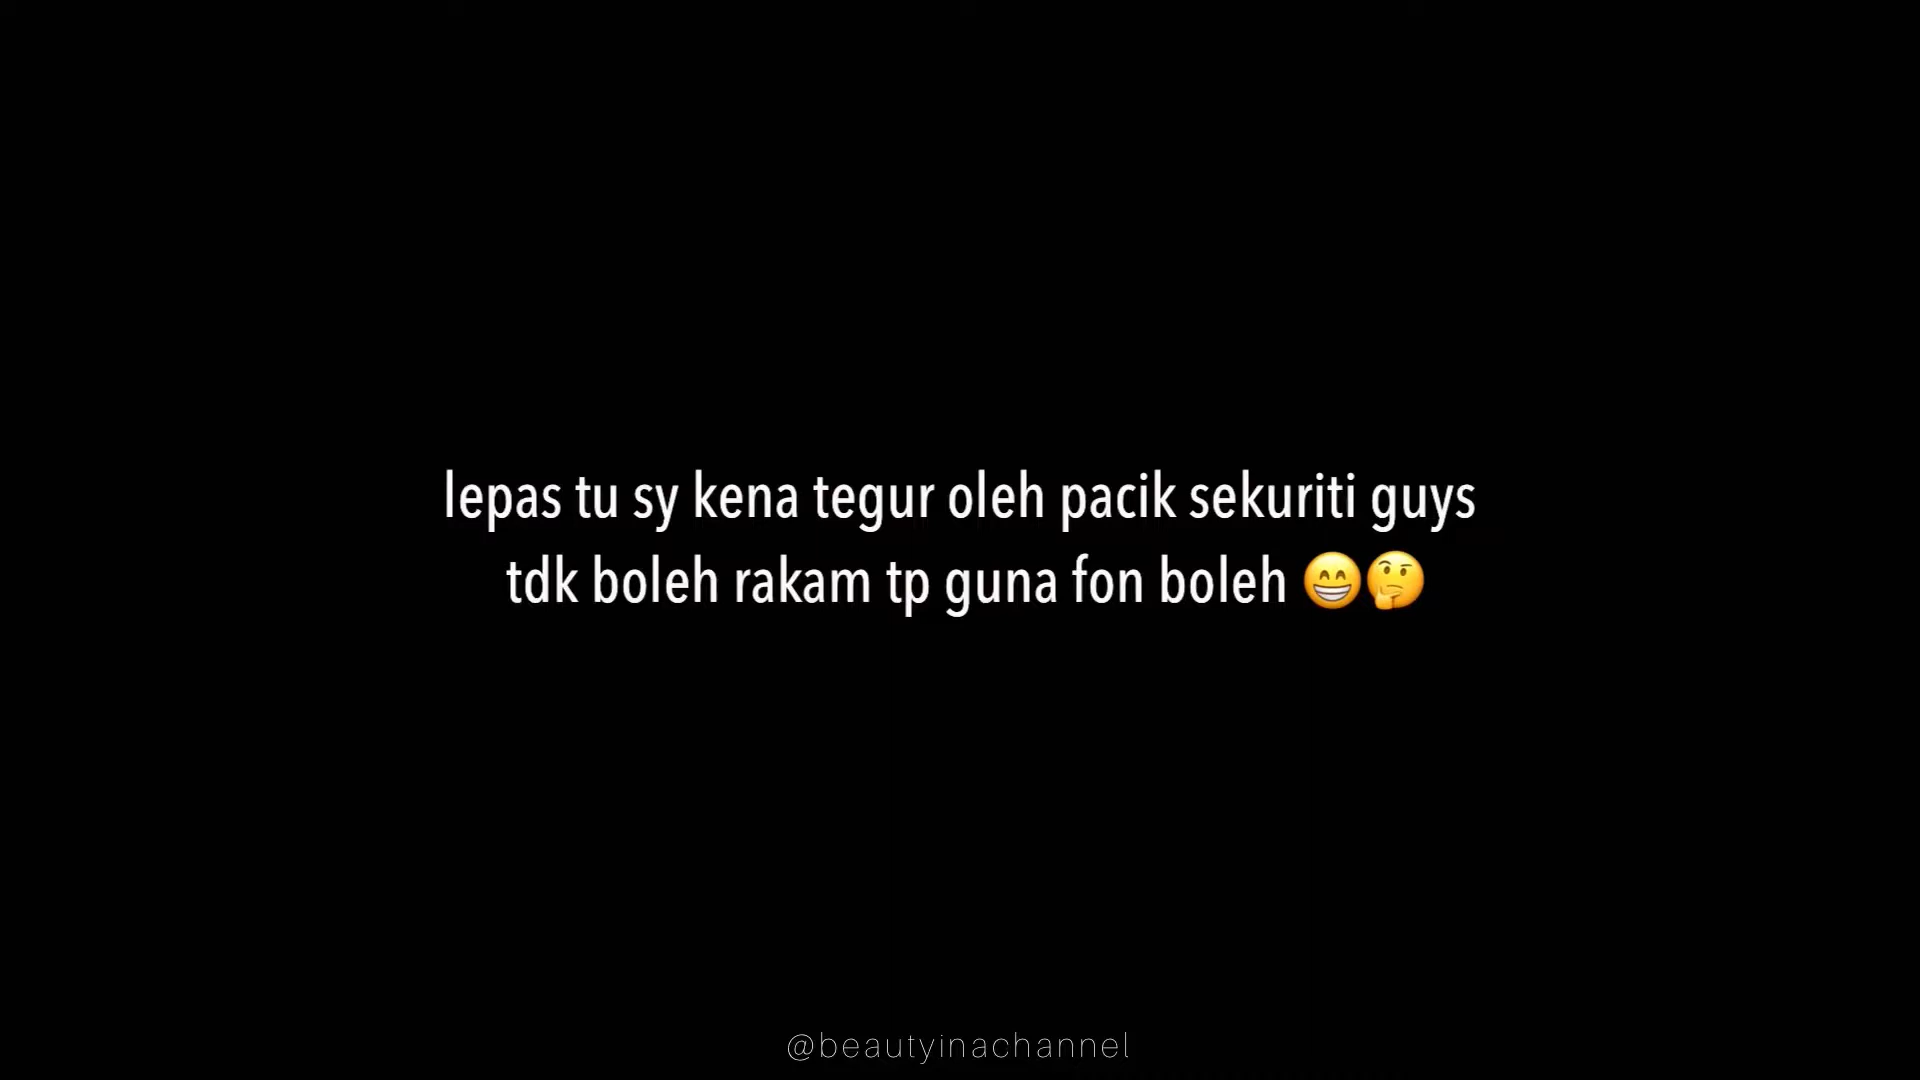 lepas tu sy kena tegur oleh pacik sekuriti guys
tdk boleh rakam tp guna fon boleh 😁🤔
@beautyinachannel